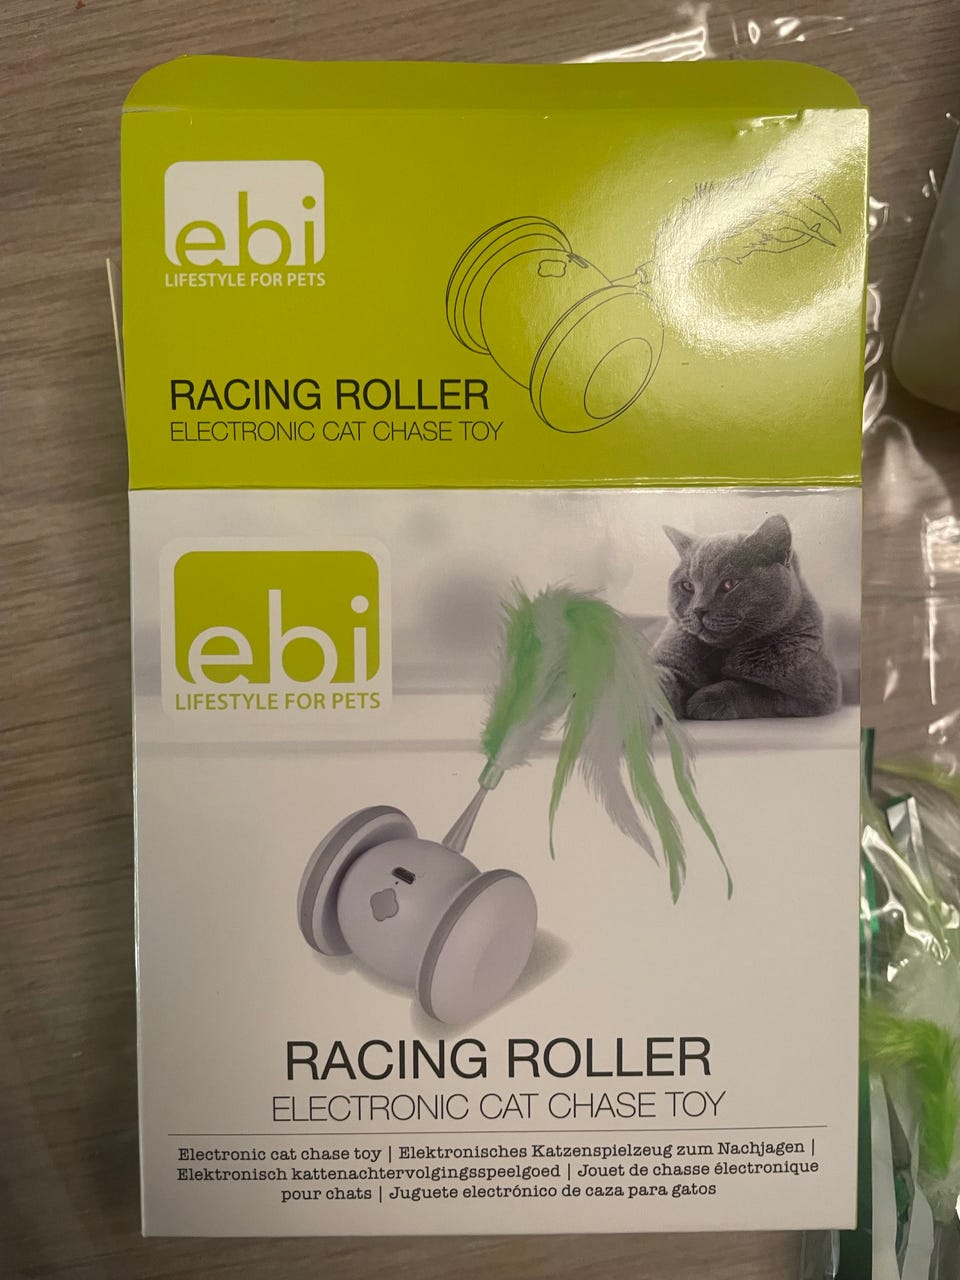 ebi
LIFESTYLE FOR PETS
RACING ROLLER
ELECTRONIC CAT CHASE TOY
ebi
LIFESTYLE FOR PETS
RACING ROLLER
ELECTRONIC CAT CHASE TOY
Electronic cat chase toy | Elektronisches Katzenspielzeug zum Nachjagen |
Elektronisch kattenachtervolgingsspeelgoed | Jouet de chasse électronique
pour chats | Juguete electrónico de caza para gatos